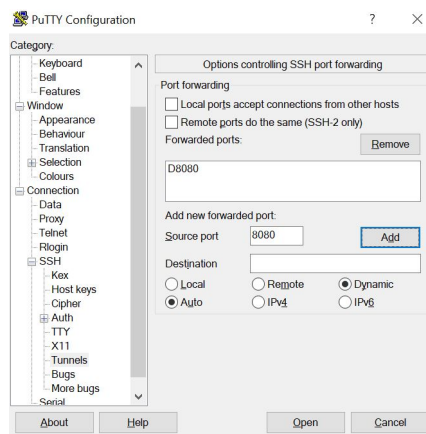 PuTTY Configuration ? ×
Category:
Keyboard
Bell
Features
Window
Appearance
Behaviour
Translation
Selection
Colours
Connection
Data
Proxy
Telnet
Rlogin
SSH
Kex
Host keys
Cipher
Auth
TTY
X11
Tunnels
Bugs
More bugs
Serial
Options controlling SSH port forwarding
Port forwarding
Local ports accept connections from other hosts
Remote ports do the same (SSH-2 only)
Forwarded ports: Remove
D8080
Add new forwarded port:
Source port 8080 Add
Destination
Local Remote Dynamic
Auto IPv4 IPv6
About Help Open Cancel